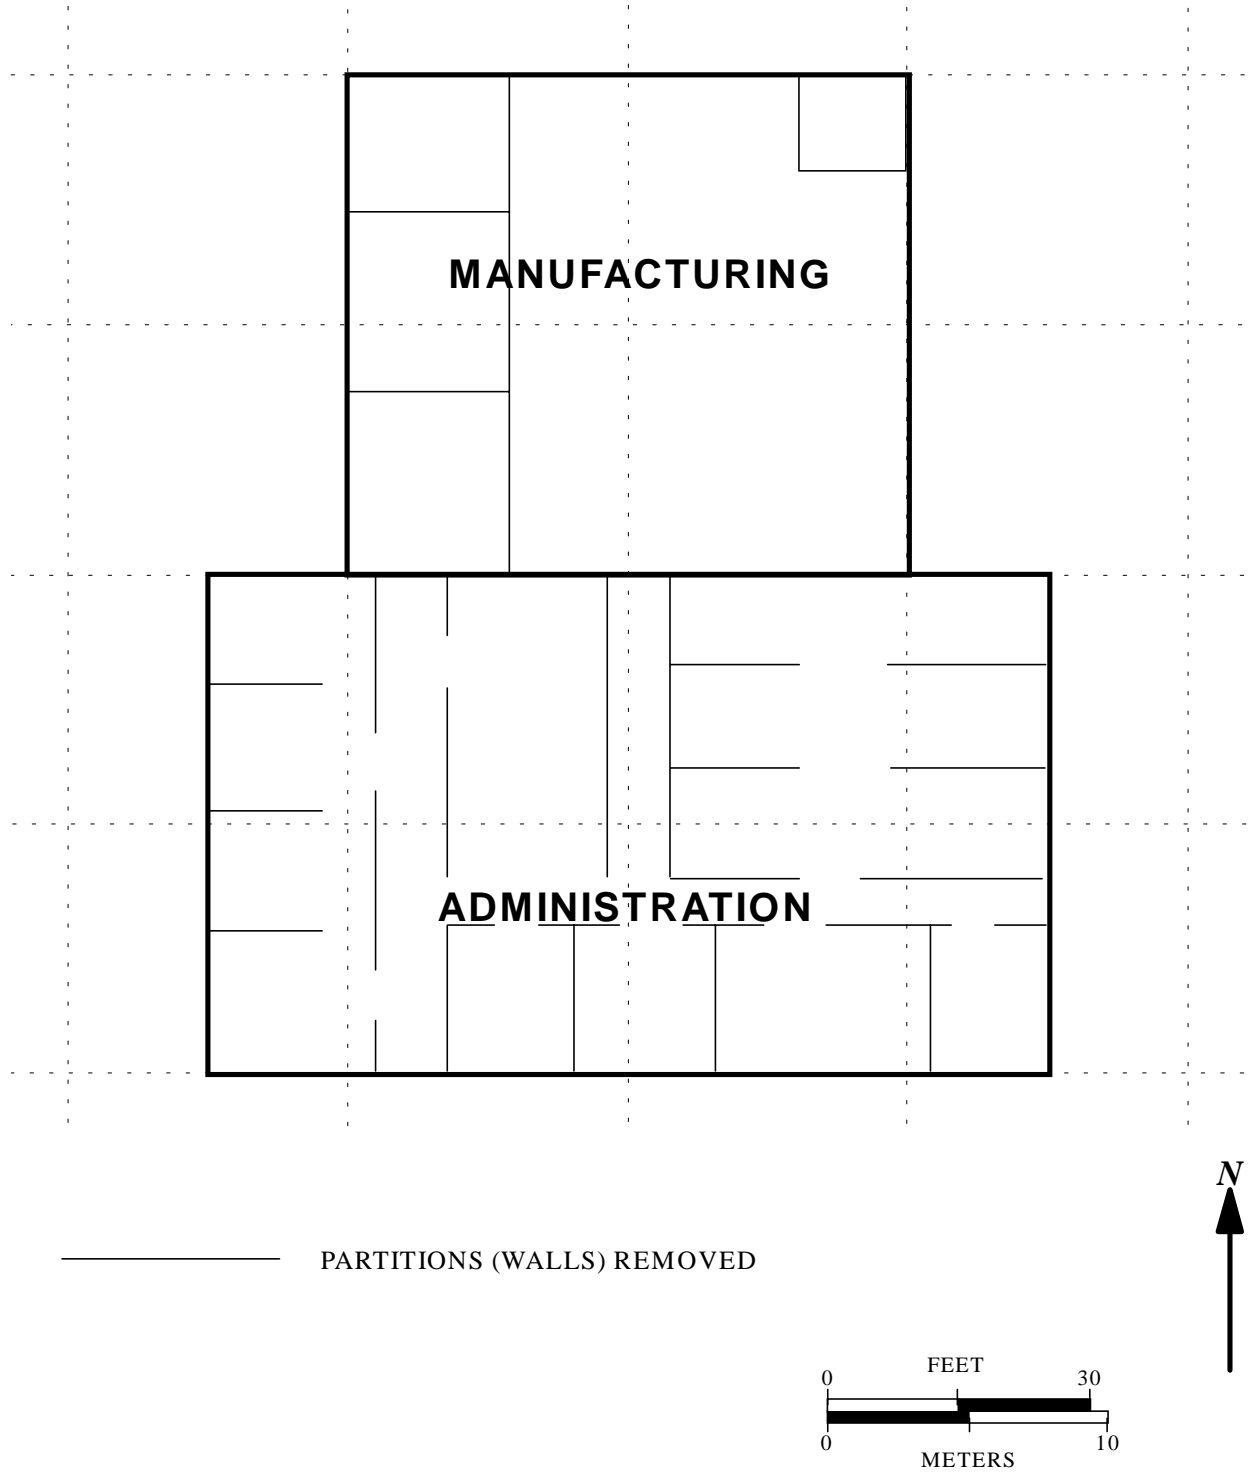 MANUFACTURING
ADMINISTRATION
N
PARTITIONS (WALLS) REMOVED
FEET
0 30
0 10
METERS